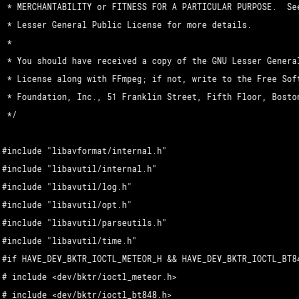 * MERCHANTABILITY or FITNESS FOR A PARTICULAR PURPOSE.  See
* Lesser General Public License for more details.
*
* You should have received a copy of the GNU Lesser General
* License along with FFmpeg; if not, write to the Free Soft
* Foundation, Inc., 51 Franklin Street, Fifth Floor, Boston
*/
#include "libavformat/internal.h"
#include "libavutil/internal.h"
#include "libavutil/log.h"
#include "libavutil/opt.h"
#include "libavutil/parseutils.h"
#include "libavutil/time.h"
#if HAVE_DEV_BKTR_IOCTL_METEOR_H && HAVE_DEV_BKTR_IOCTL_BT84
# include <dev/bktr/ioctl_meteor.h>
# include <dev/bktr/ioctl_bt848.h>